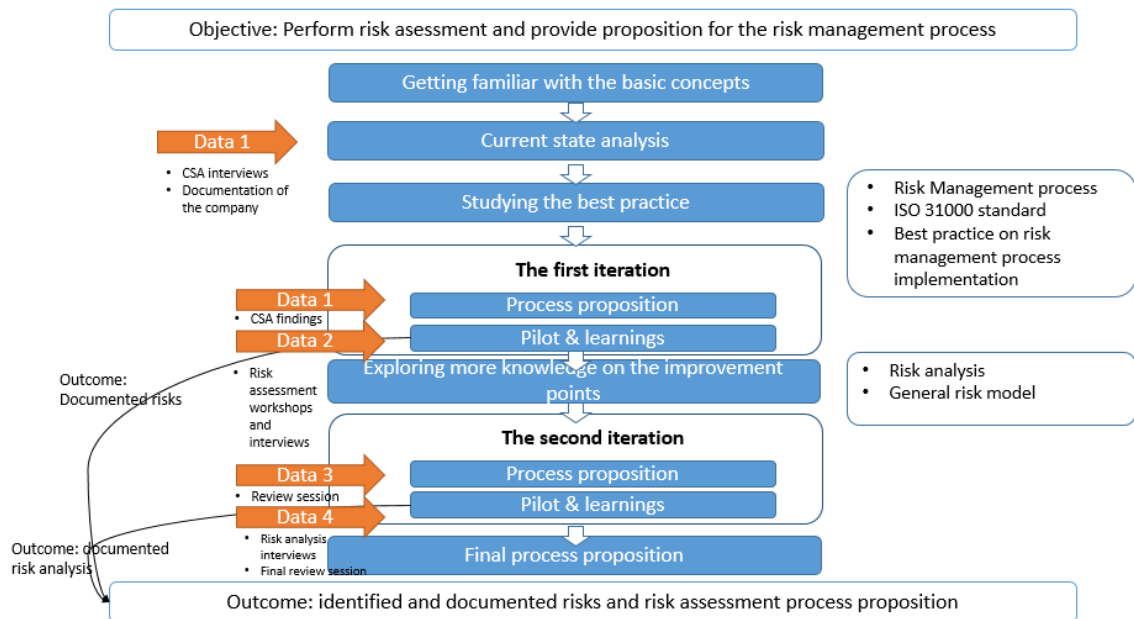 Objective: Perform risk asessment and provide proposition for the risk management process
Getting familiar with the basic concepts
Data 1
Current state analysis
• CSA interviews
• Documentation of
the company
Studying the best practice
• Risk Management process
• ISO 31000 standard
• Best practice on risk
management process
implementation
The first iteration
Data 1
Process proposition
• CSA findings
Data 2
Pilot & learnings
• Risk
assessment
workshops
and
interviews
Outcome:
Documented risks
Exploring more knowledge on the improvement
points
• Risk analysis
• General risk model
The second iteration
Data 3
Process proposition
• Review session
Data 4
Pilot & learnings
• Risk analysis
interviews
• Final review session
Outcome: documented
risk analysis
Final process proposition
Outcome: identified and documented risks and risk assessment process proposition